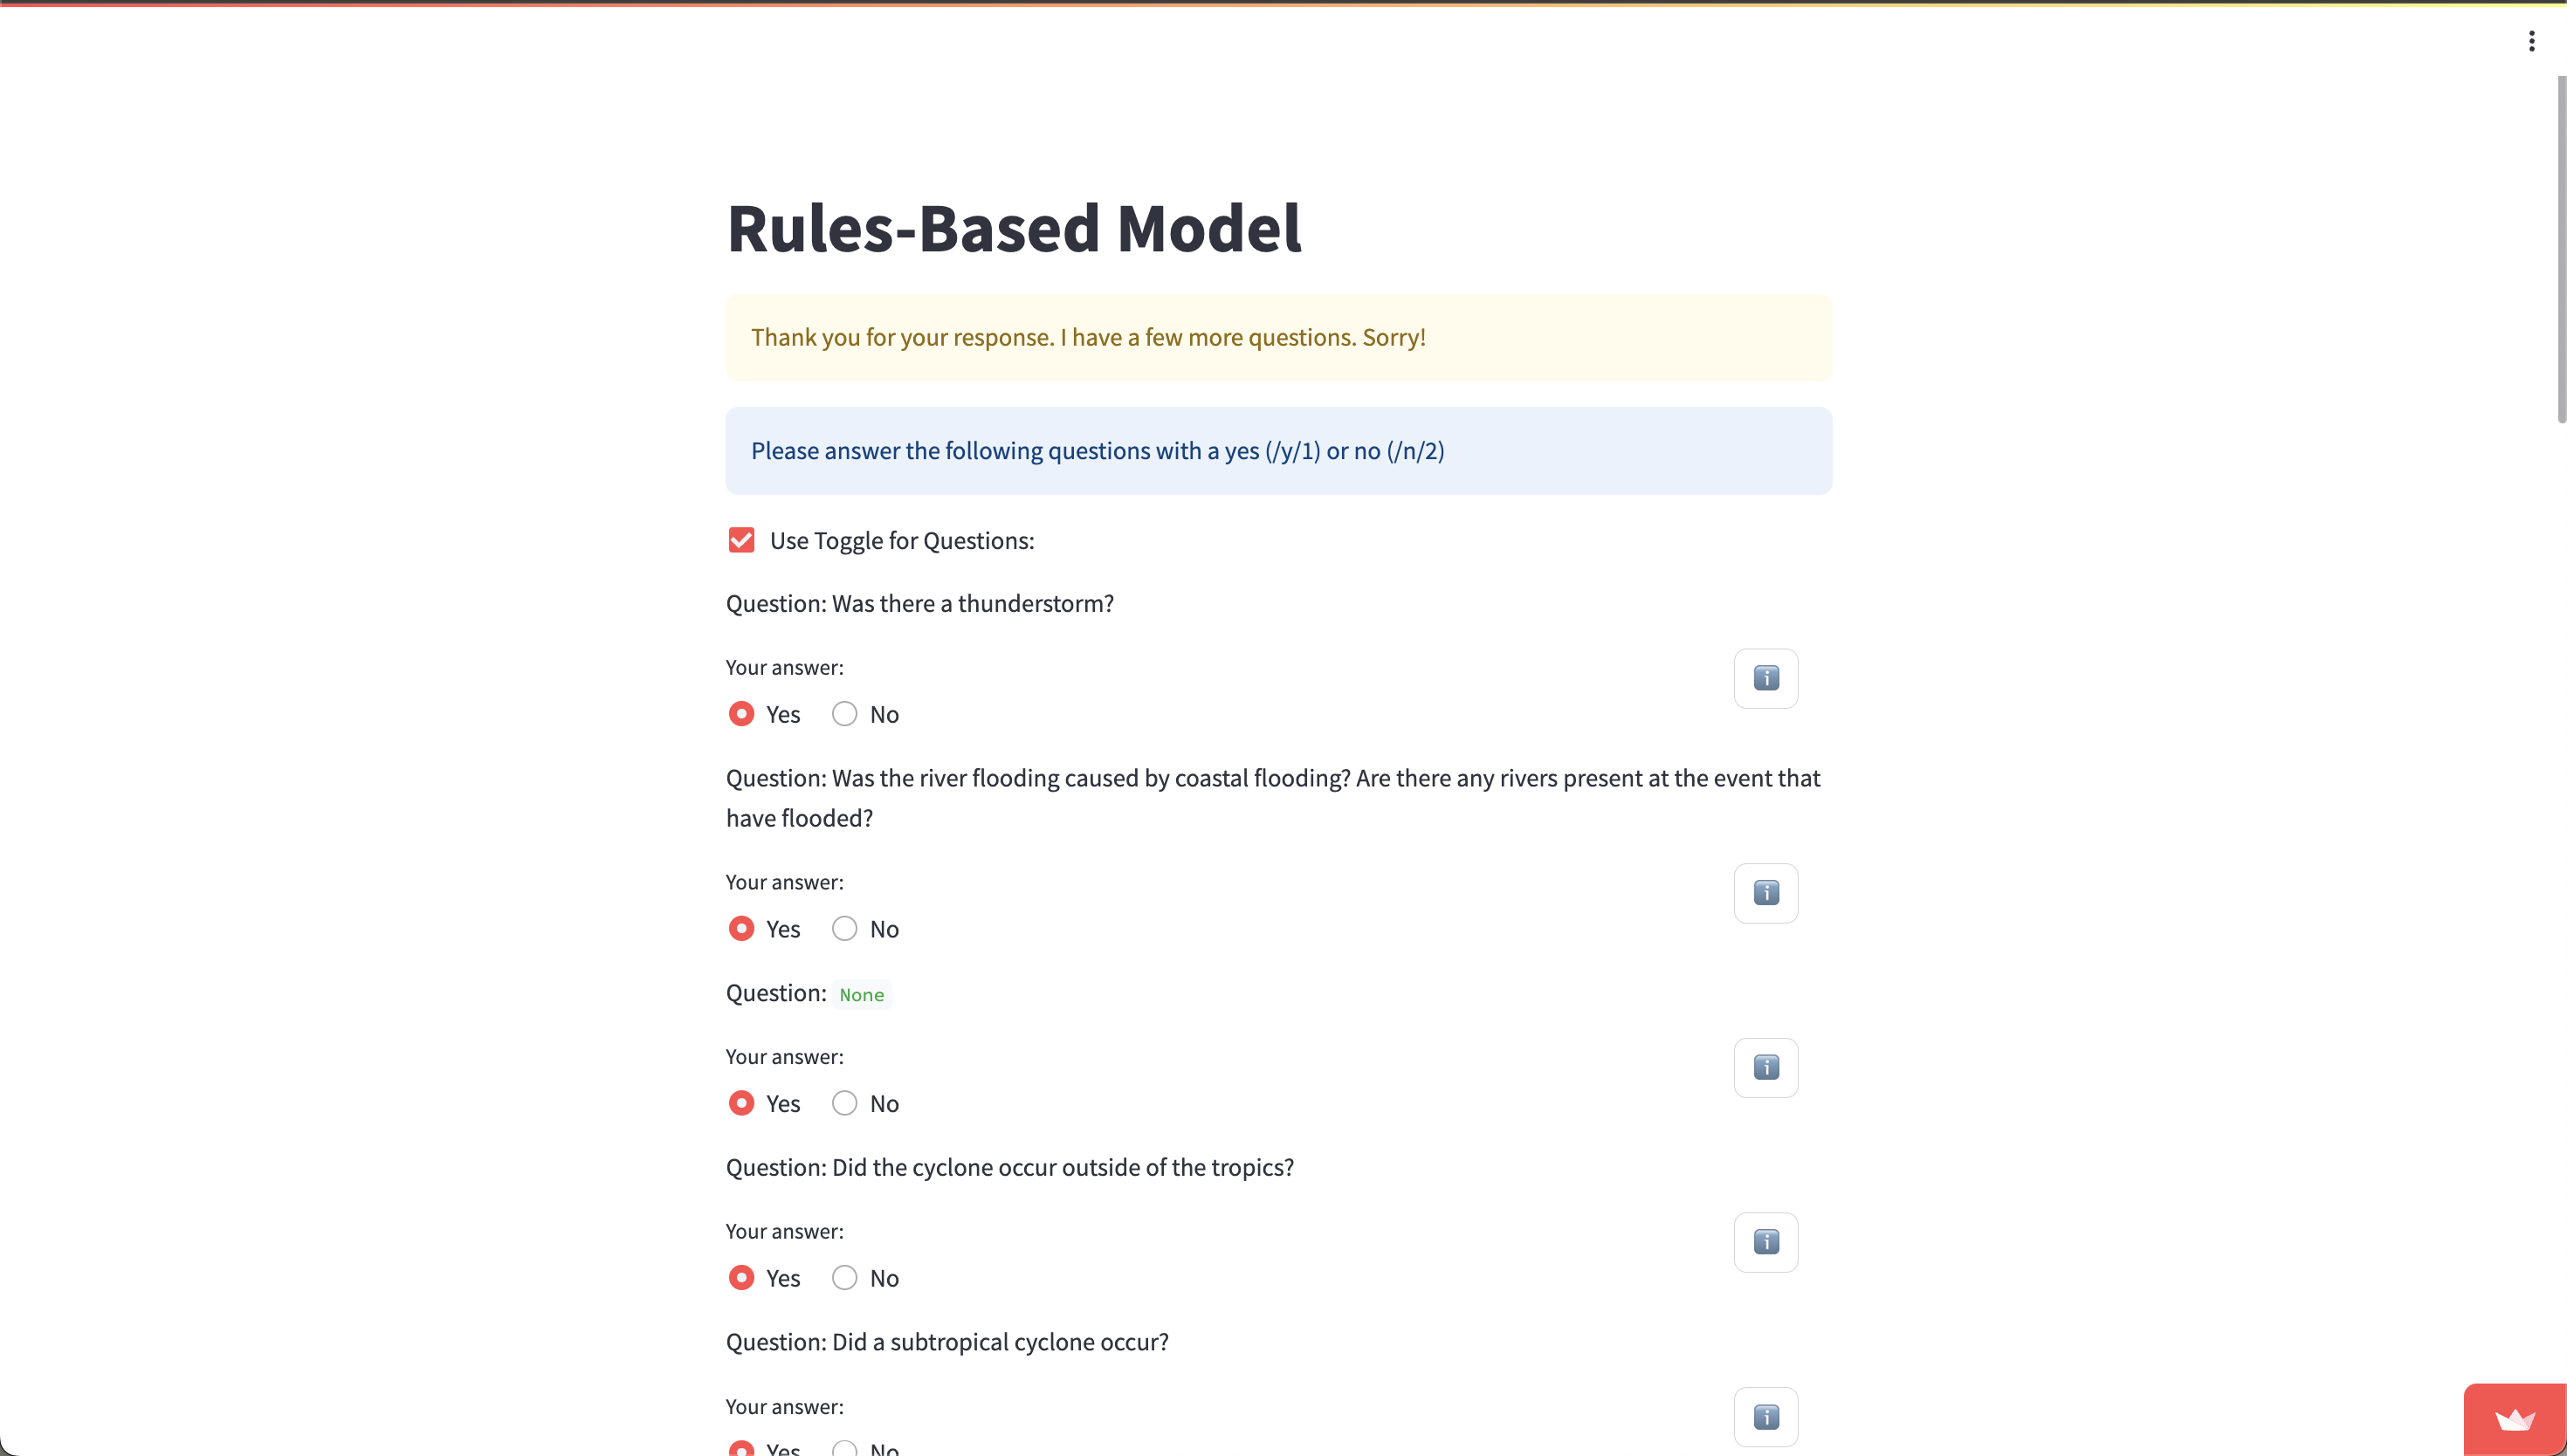 Rules-Based Model
Thank you for your response. I have a few more questions. Sorry!
Please answer the following questions with a yes (/y/1) or no (/n/2)
Use Toggle for Questions:
Question: Was there a thunderstorm?
Your answer:
Yes No
Question: Was the river flooding caused by coastal flooding? Are there any rivers present at the event that
have flooded?
Your answer:
Yes No
Question: None
Your answer:
Yes No
Question: Did the cyclone occur outside of the tropics?
Your answer:
Yes No
Question: Did a subtropical cyclone occur?
Your answer:
Yes No